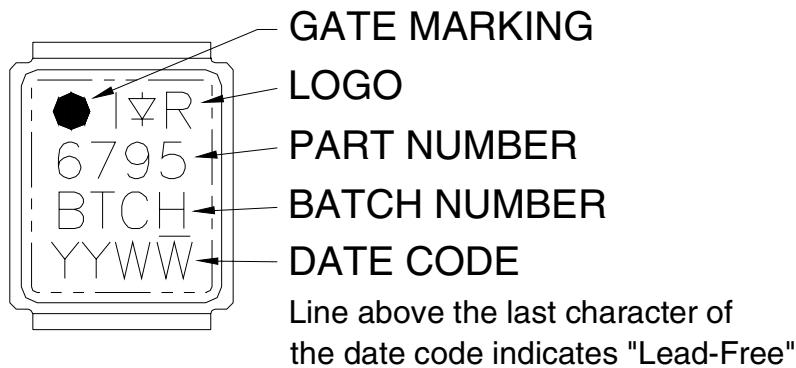 GATE MARKING
I R LOGO
6795 PART NUMBER
BTCH BATCH NUMBER
YYWW̅ DATE CODE
Line above the last character of
the date code indicates "Lead-Free"